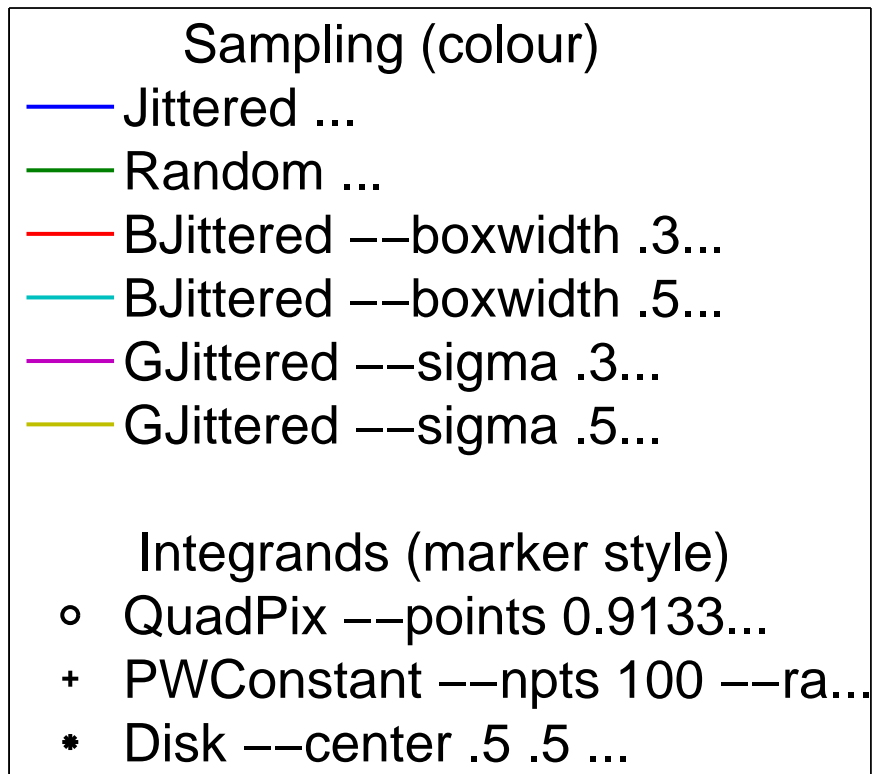 Sampling (colour)
Jittered ...
Random ...
BJittered −−boxwidth .3...
BJittered −−boxwidth .5...
GJittered −−sigma .3...
GJittered −−sigma .5...
Integrands (marker style)
QuadPix −−points 0.9133...
PWConstant −−npts 100 −−ra...
Disk −−center .5 .5 ...